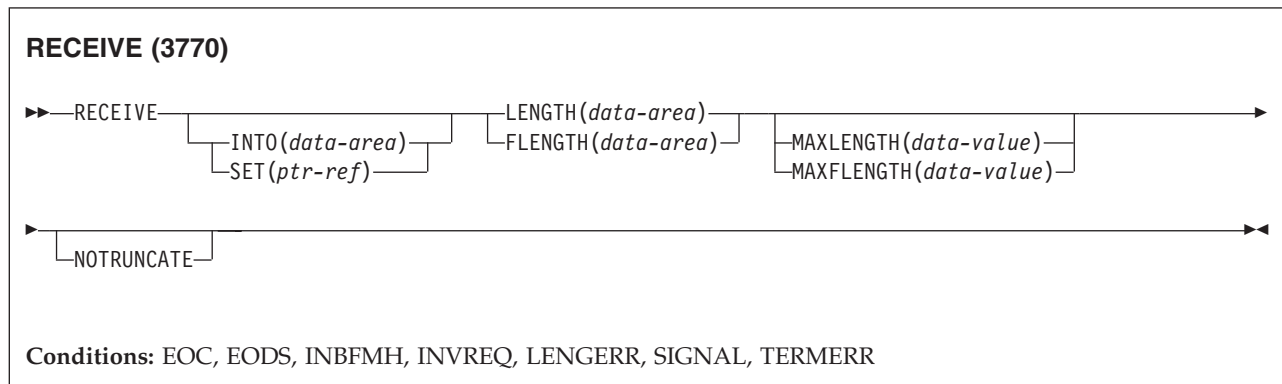 RECEIVE (3770)
RECEIVE LENGTH(data-area)
INTO(data-area) FLENGTH(data-area) MAXLENGTH(data-value)
SET(ptr-ref) MAXFLENGTH(data-value)
NOTRUNCATE
Conditions: EOC, EODS, INBFMH, INVREQ, LENGERR, SIGNAL, TERMERR